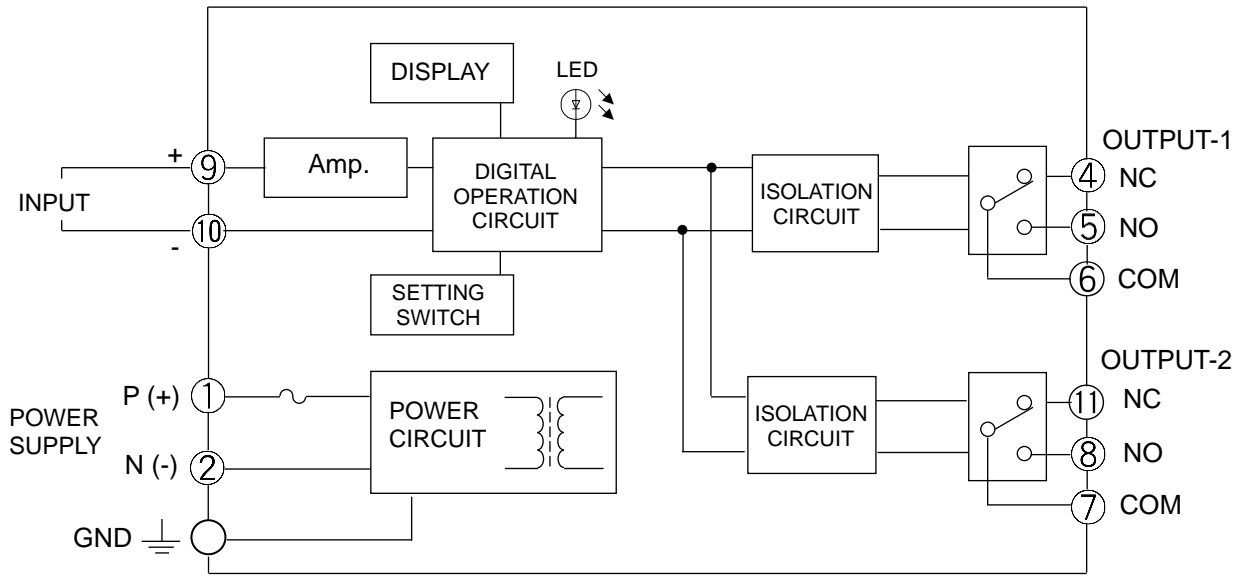 DISPLAY
LED
OUTPUT-1
+
9
Amp.
DIGITAL
OPERATION
CIRCUIT
ISOLATION
CIRCUIT
4
NC
INPUT
5
NO
10
-
6
COM
SETTING
SWITCH
OUTPUT-2
P (+)
1
POWER
CIRCUIT
ISOLATION
CIRCUIT
11
NC
POWER
SUPPLY
8
NO
N (-)
2
7
COM
GND